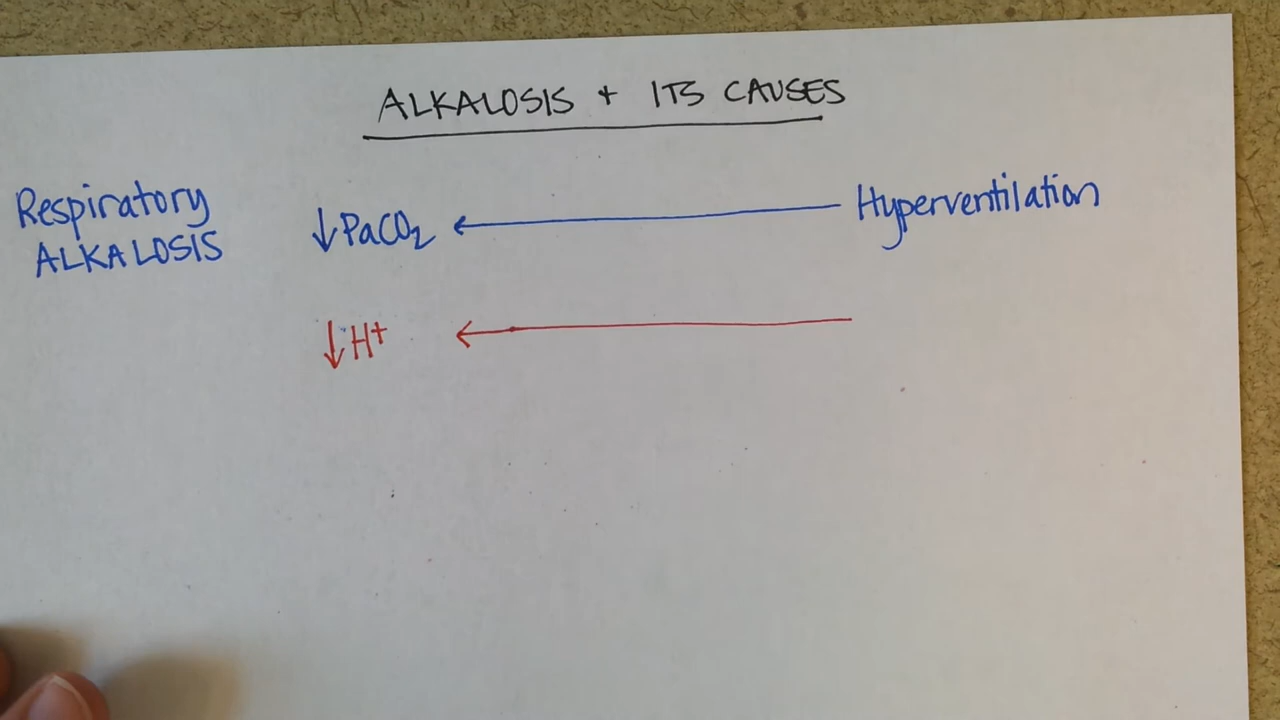 ALKALOSIS + ITS CAUSES
Respiratory
ALKALOSIS
↓PaCO₂ ← Hyperventilation
↓H+ ←